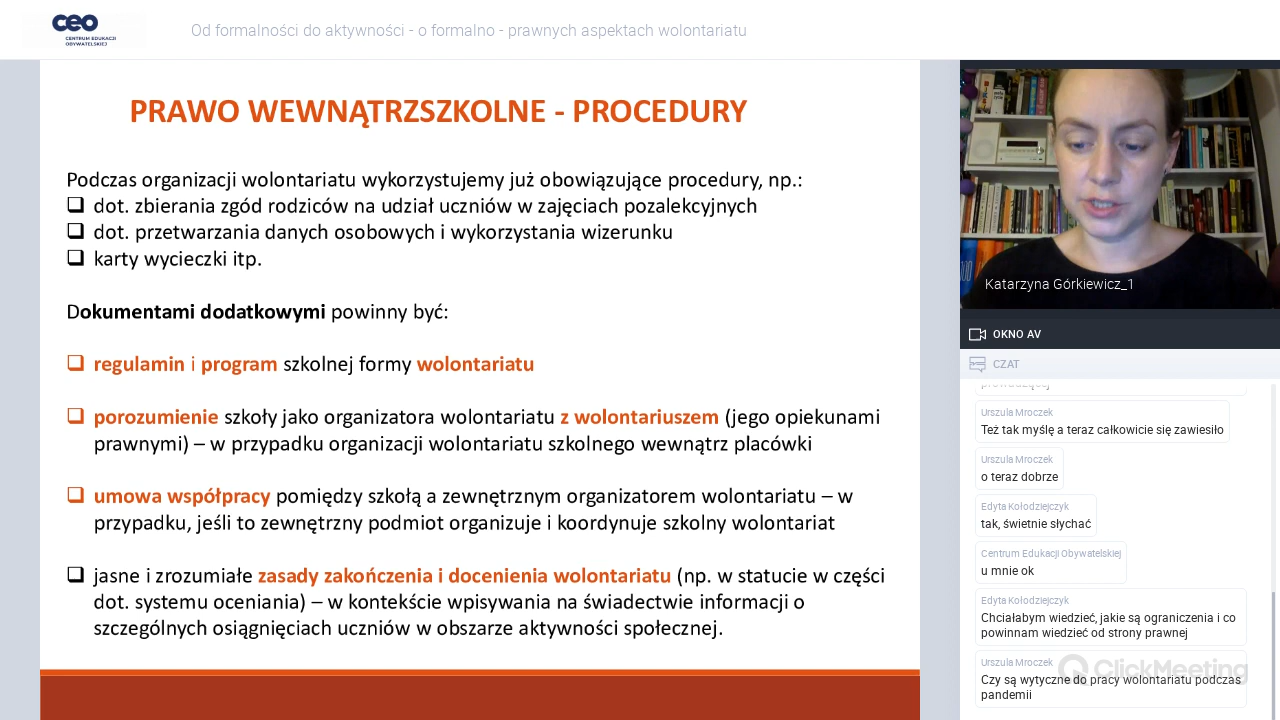 ceo
CENTRUM EDUKACJI
OBYWATELSKIEJ
Od formalności do aktywności - o formalno - prawnych aspektach wolontariatu
PRAWO WEWNĄTRZSZKOLNE - PROCEDURY
Podczas organizacji wolontariatu wykorzystujemy już obowiązujące procedury, np.:
❑ dot. zbierania zgód rodziców na udział uczniów w zajęciach pozalekcyjnych
❑ dot. przetwarzania danych osobowych i wykorzystania wizerunku
❑ karty wycieczki itp.
Dokumentami dodatkowymi powinny być:
❑ regulamin i program szkolnej formy wolontariatu
❑ porozumienie szkoły jako organizatora wolontariatu z wolontariuszem (jego opiekunami
prawnymi) – w przypadku organizacji wolontariatu szkolnego wewnątrz placówki
❑ umowa współpracy pomiędzy szkołą a zewnętrznym organizatorem wolontariatu – w
przypadku, jeśli to zewnętrzny podmiot organizuje i koordynuje szkolny wolontariat
❑ jasne i zrozumiałe zasady zakończenia i docenienia wolontariatu (np. w statucie w części
dot. systemu oceniania) – w kontekście wpisywania na świadectwie informacji o
szczególnych osiągnięciach uczniów w obszarze aktywności społecznej.
Katarzyna Górkiewicz_1
OKNO AV
CZAT
Urszula Mroczek
Też tak myślę a teraz całkowicie się zawiesiło
Urszula Mroczek
o teraz dobrze
Edyta Kołodziejczyk
tak, świetnie słychać
Centrum Edukacji Obywatelskiej
u mnie ok
Edyta Kołodziejczyk
Chciałabym wiedzieć, jakie są ograniczenia i co
powinnam wiedzieć od strony prawnej
Urszula Mroczek
ClickMeeting
Czy są wytyczne do pracy wolontariatu podczas
pandemii